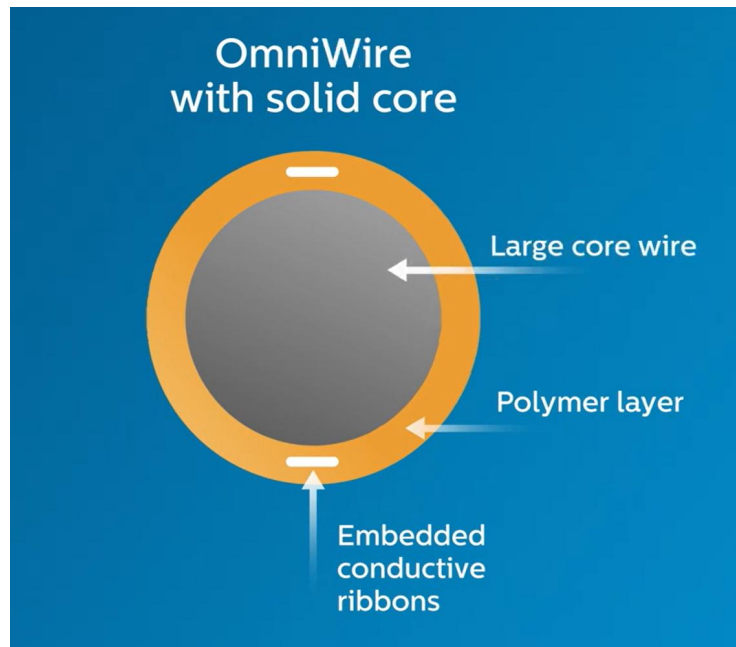 OmniWire
with solid core
Large core wire
Polymer layer
Embedded
conductive
ribbons